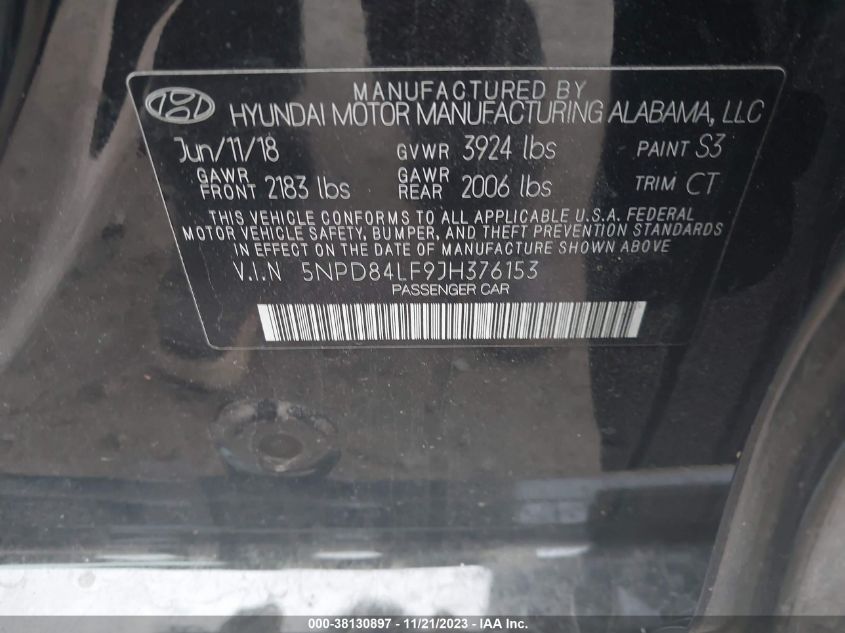 MANUFACTURED BY
HYUNDAI MOTOR MANUFACTURING ALABAMA, LLC
Jun/11/18 GVWR 3924 lbs PAINT S3
GAWR FRONT 2183 lbs GAWR REAR 2006 lbs TRIM CT
THIS VEHICLE CONFORMS TO ALL APPLICABLE U.S.A. FEDERAL
MOTOR VEHICLE SAFETY, BUMPER, AND THEFT PREVENTION STANDARDS
IN EFFECT ON THE DATE OF MANUFACTURE SHOWN ABOVE
V.I.N 5NPD84LF9JH376153
PASSENGER CAR
000-38130897 - 11/21/2023 - IAAI.COM